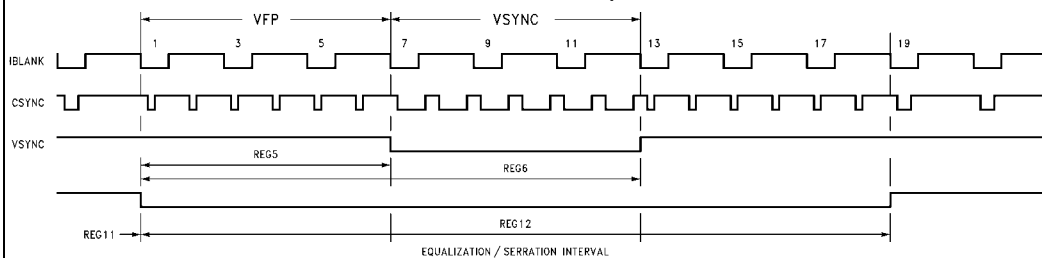 VFP VSYNC
1 3 5 7 9 11 13 15 17 19
HBLANK
CSYNC
VSYNC
REG5
REG6
REG12
REG11
EQUALIZATION / SERRATION INTERVAL